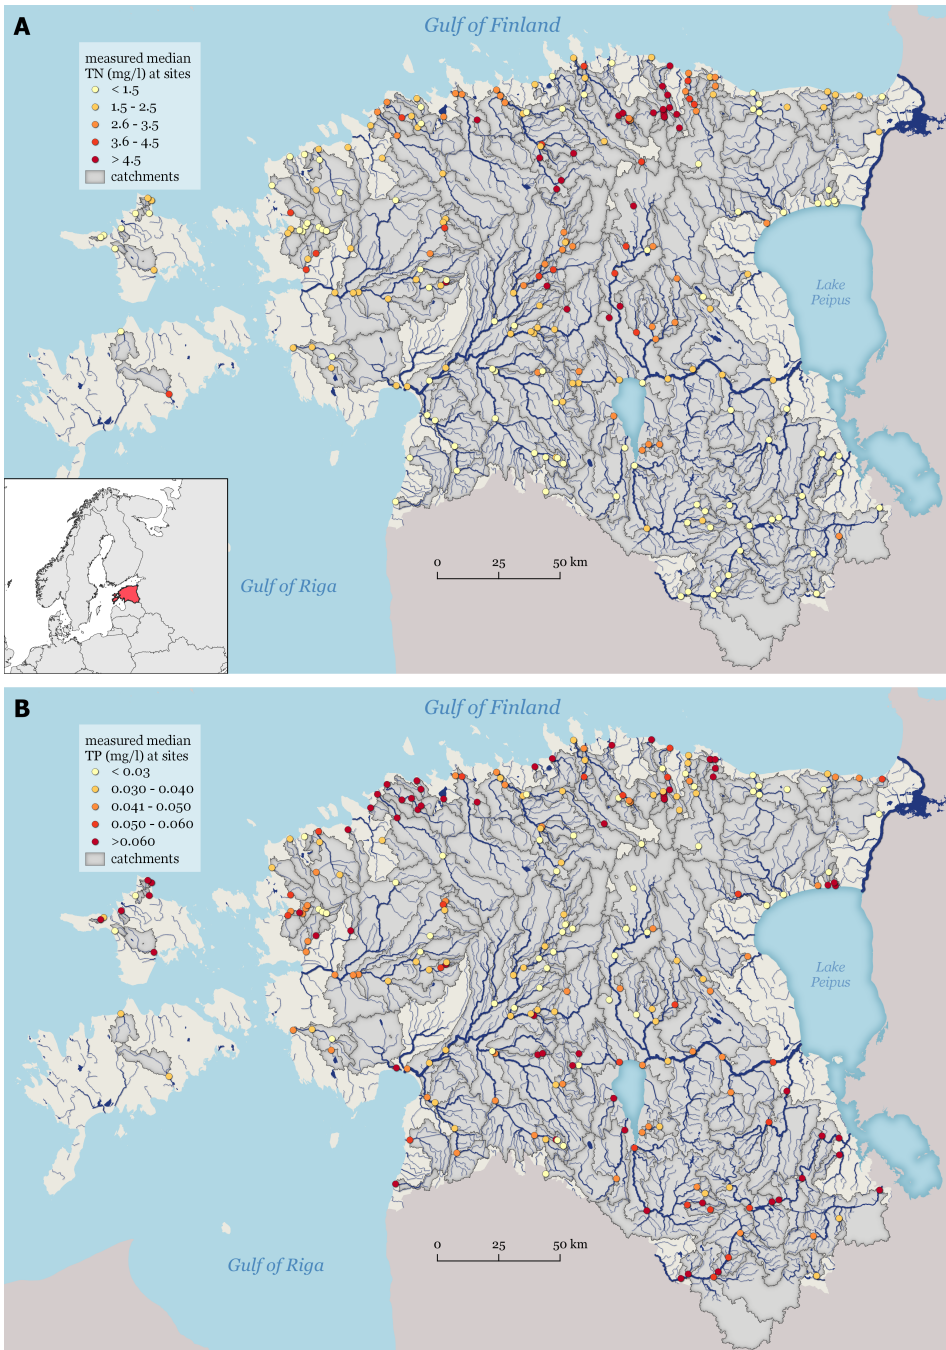 A
Gulf of Finland
measured median
TN (mg/l) at sites
< 1.5
1.5 - 2.5
2.6 - 3.5
3.6 - 4.5
> 4.5
catchments
Lake
Peipus
0 25 50 km
Gulf of Riga
B
Gulf of Finland
measured median
TP (mg/l) at sites
< 0.03
0.030 - 0.040
0.041 - 0.050
0.050 - 0.060
>0.060
catchments
Lake
Peipus
0 25 50 km
Gulf of Riga